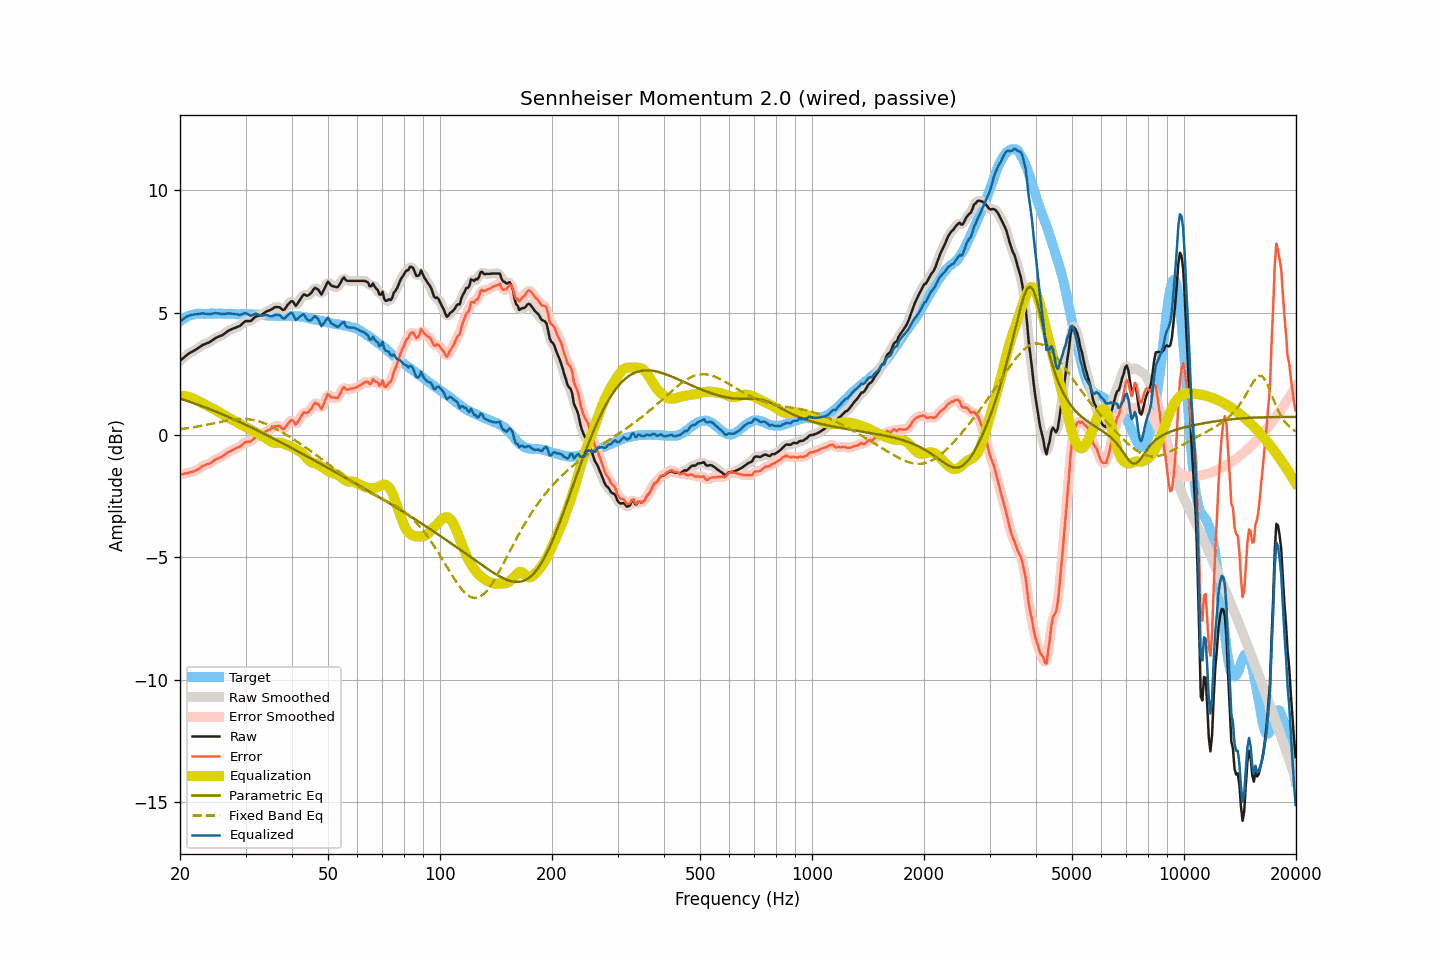 Sennheiser Momentum 2.0 (wired, passive)
Amplitude (dBr)
10
5
0
−5
−10
−15
Target
Raw Smoothed
Error Smoothed
Raw
Error
Equalization
Parametric Eq
Fixed Band Eq
Equalized
20 50 100 200 500 1000 2000 5000 10000 20000
Frequency (Hz)